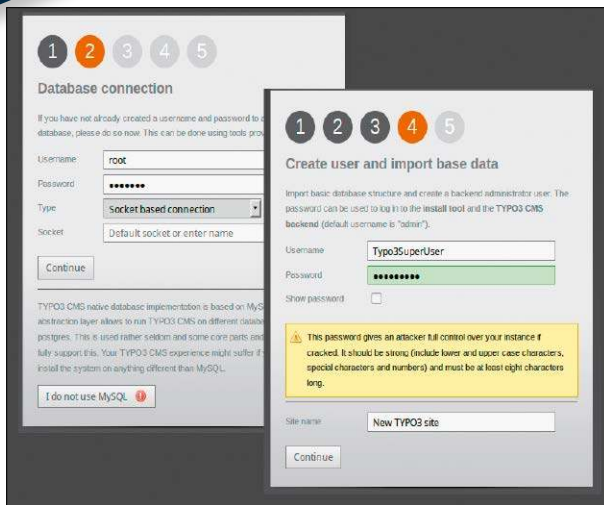 1 2 3 4 5
Database connection
If you have not already created a username and password to a
database, please do so now. This can be done using tools prov
Username root
Password •••••••
Type Socket based connection
Socket Default socket or enter name
Continue
TYPO3 CMS native database implementation is based on MyS
abstraction layer allows to run TYPO3 CMS on different databa
postgres. This is used rather seldom and some core parts and
fully support this. Your TYPO3 CMS experience might suffer if
install the system on anything different than MySQL.
I do not use MySQL
1 2 3 4 5
Create user and import base data
Import basic database structure and create a backend administrator user. The
password can be used to log in to the install tool and the TYPO3 CMS
backend (default username is "admin").
Username Typo3SuperUser
Password •••••••••
Show password
This password gives an attacker full control over your instance if
cracked. It should be strong (include lower and upper case characters,
special characters and numbers) and must be at least eight characters
long.
Site name New TYPO3 site
Continue